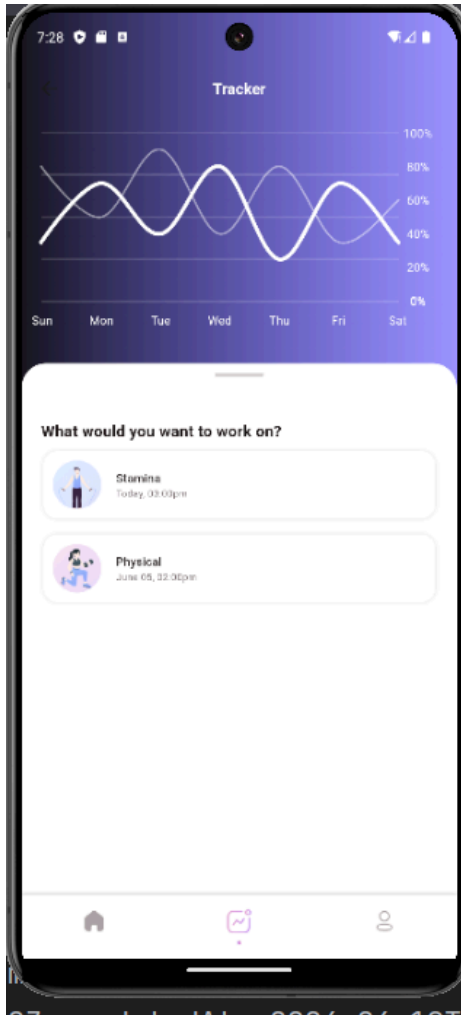 7:28
Tracker
100%
80%
60%
40%
20%
0%
Sun Mon Tue Wed Thu Fri Sat
What would you want to work on?
Stamina
Today, 03:00pm
Physical
June 05, 02:00pm